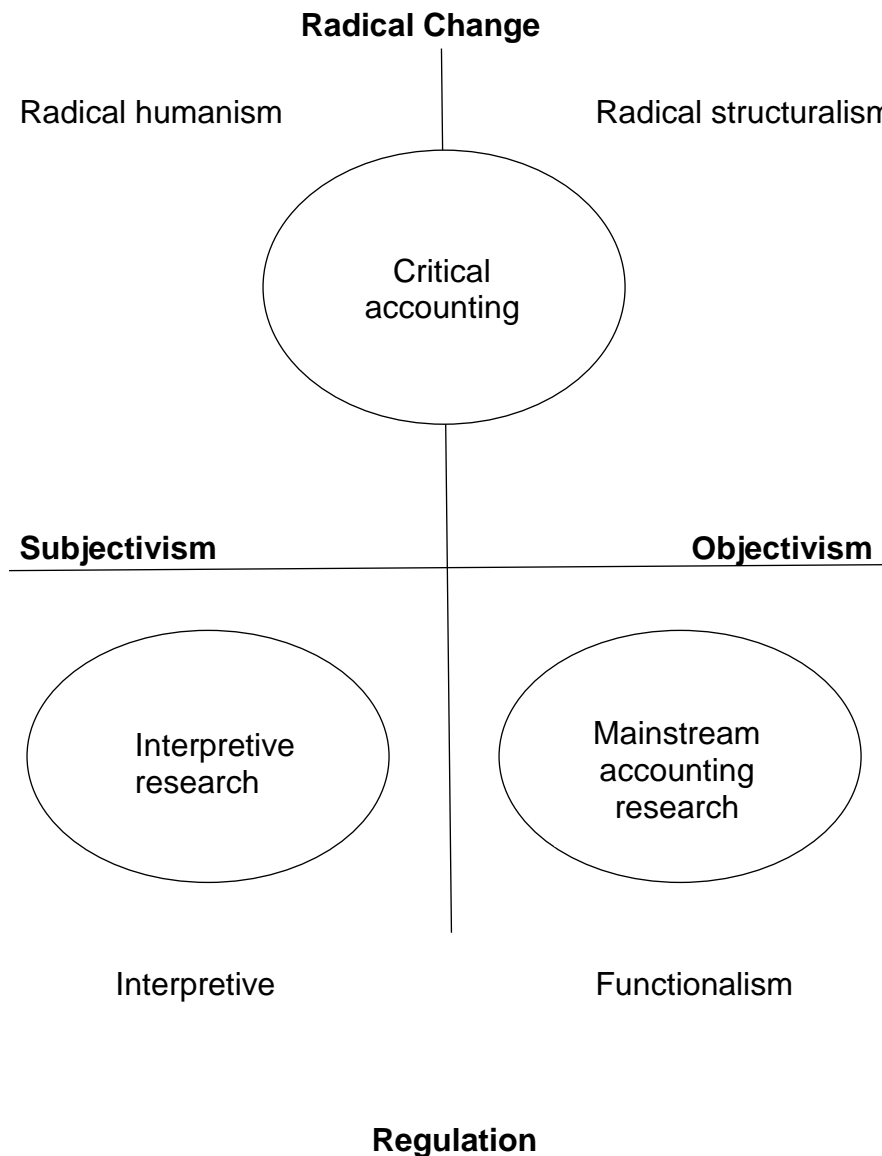 Radical Change
Radical humanism
Radical structuralism
Critical
accounting
Subjectivism
Objectivism
Interpretive
research
Mainstream
accounting
research
Interpretive
Functionalism
Regulation